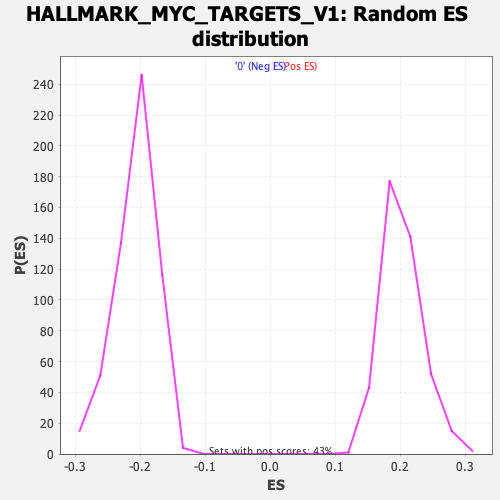 HALLMARK_MYC_TARGETS_V1: Random ES
distribution
'0' (Neg ES)
Pos ES)
240
220
200
180
160
140
120
100
80
60
40
20
0
P(ES)
Sets with pos scores: 43%
-0.3 -0.2 -0.1 0.0 0.1 0.2 0.3
ES